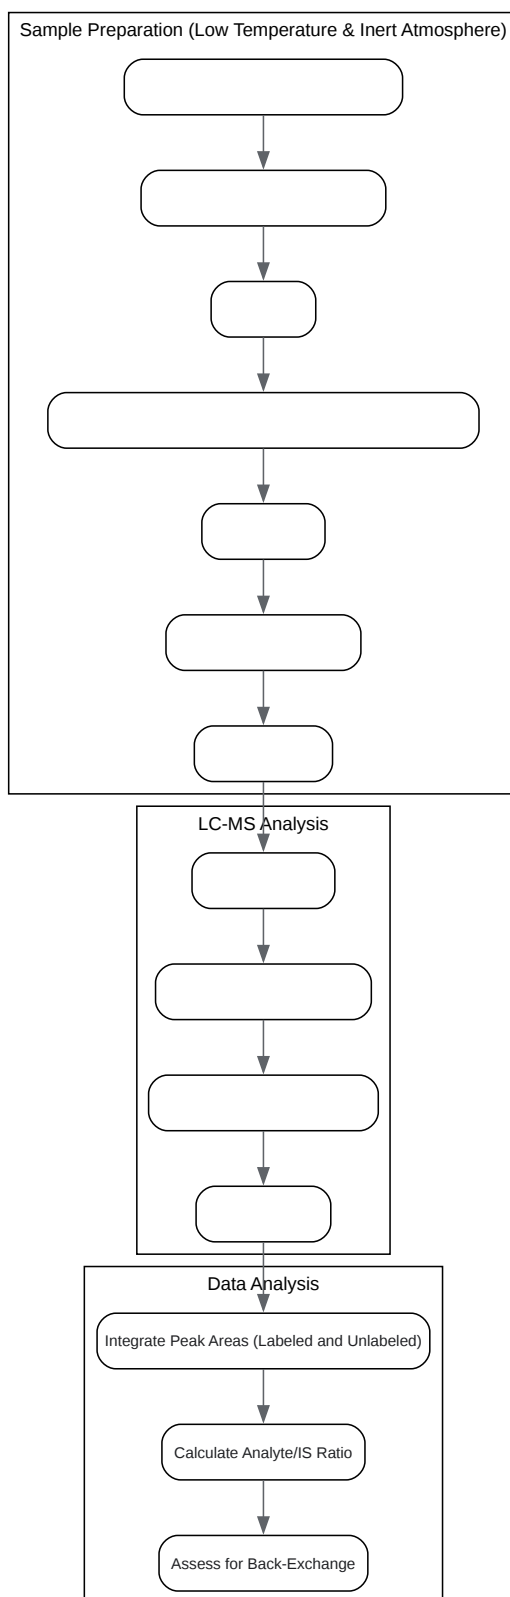 Sample Preparation (Low Temperature & Inert Atmosphere)
LC-MS Analysis
Data Analysis
Integrate Peak Areas (Labeled and Unlabeled)
Calculate Analyte/IS Ratio
Assess for Back-Exchange